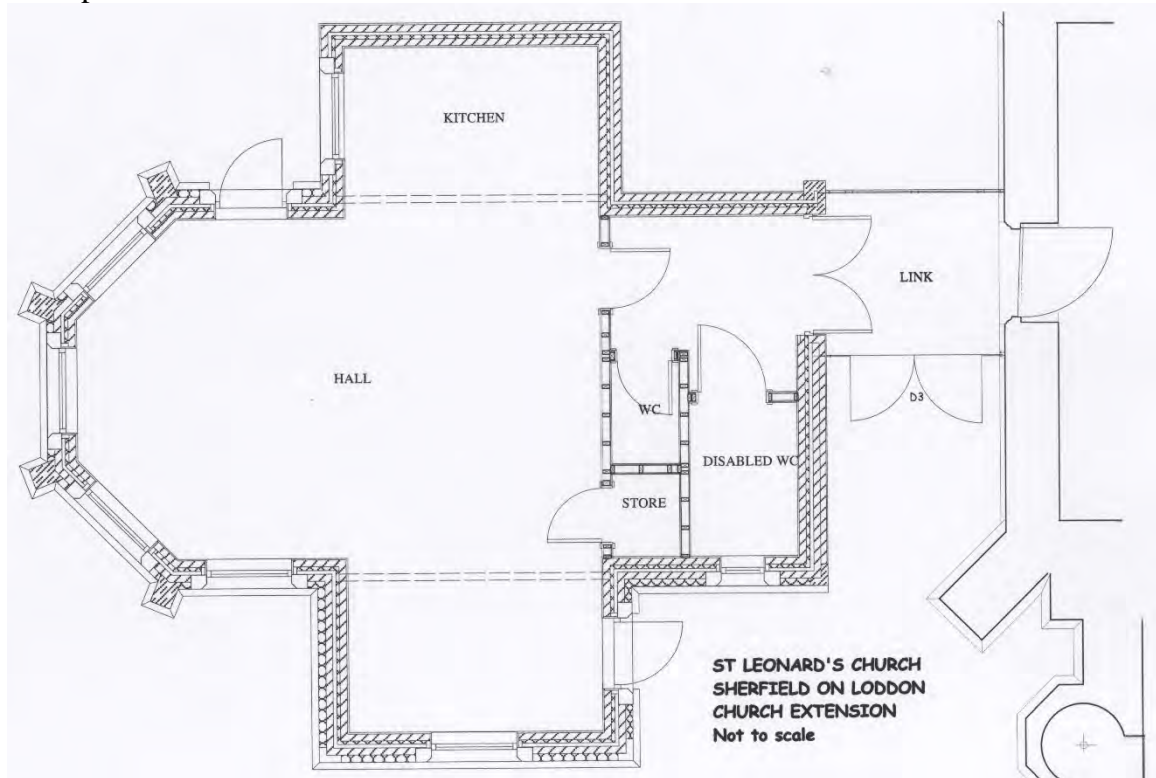 KITCHEN
LINK
HALL
WC
D3
DISABLED WC
STORE
ST LEONARD'S CHURCH
SHERFIELD ON LODDON
CHURCH EXTENSION
Not to scale